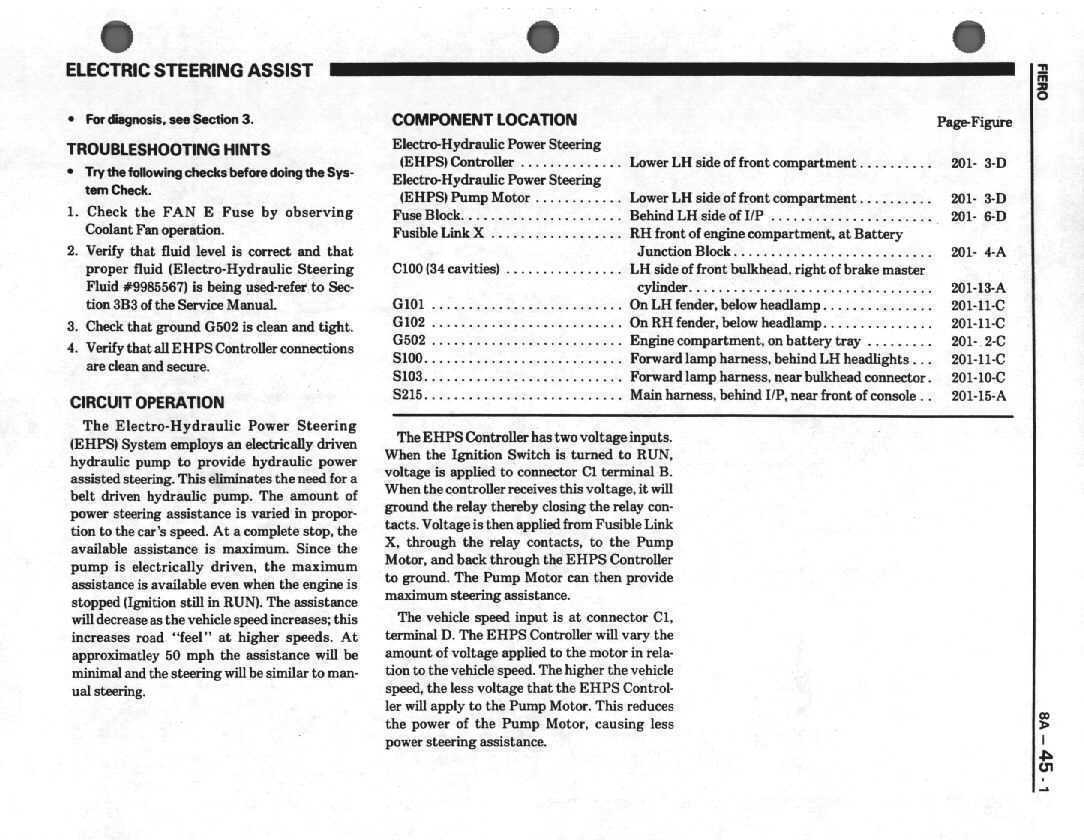 ELECTRIC STEERING ASSIST
• For diagnosis, see Section 3.
TROUBLESHOOTING HINTS
• Try the following checks before doing the Sys-
tem Check.
1. Check the FAN E Fuse by observing
Coolant Fan operation.
2. Verify that fluid level is correct and that
proper fluid (Electro-Hydraulic Steering
Fluid #9985567) is being used-refer to Sec-
tion 3B3 of the Service Manual.
3. Check that ground G502 is clean and tight.
4. Verify that all EHPS Controller connections
are clean and secure.
CIRCUIT OPERATION
The Electro-Hydraulic Power Steering
(EHPS) System employs an electrically driven
hydraulic pump to provide hydraulic power
assisted steering. This eliminates the need for a
belt driven hydraulic pump. The amount of
power steering assistance is varied in propor-
tion to the car's speed. At a complete stop, the
available assistance is maximum. Since the
pump is electrically driven, the maximum
assistance is available even when the engine is
stopped (Ignition still in RUN). The assistance
will decrease as the vehicle speed increases; this
increases road "feel" at higher speeds. At
approximatley 50 mph the assistance will be
minimal and the steering will be similar to man-
ual steering.
COMPONENT LOCATION Page-Figure
Electro-Hydraulic Power Steering
(EHPS) Controller .............. Lower LH side of front compartment.......... 201- 3-D
Electro-Hydraulic Power Steering
(EHPS) Pump Motor ............ Lower LH side of front compartment.......... 201- 3-D
Fuse Block...................... Behind LH side of I/P ...................... 201- 6-D
Fusible Link X .................. RH front of engine compartment, at Battery
Junction Block........................... 201- 4-A
C100 (34 cavities) ................ LH side of front bulkhead, right of brake master
cylinder................................. 201-13-A
G101 .......................... On LH fender, below headlamp............... 201-11-C
G102 .......................... On RH fender, below headlamp............... 201-11-C
G502 .......................... Engine compartment, on battery tray ......... 201- 2-C
S100........................... Forward lamp harness, behind LH headlights ... 201-11-C
S103........................... Forward lamp harness, near bulkhead connector. 201-10-C
S215........................... Main harness, behind I/P, near front of console .. 201-15-A
The EHPS Controller has two voltage inputs.
When the Ignition Switch is turned to RUN,
voltage is applied to connector C1 terminal B.
When the controller receives this voltage, it will
ground the relay thereby closing the relay con-
tacts. Voltage is then applied from Fusible Link
X, through the relay contacts, to the Pump
Motor, and back through the EHPS Controller
to ground. The Pump Motor can then provide
maximum steering assistance.
The vehicle speed input is at connector C1,
terminal D. The EHPS Controller will vary the
amount of voltage applied to the motor in rela-
tion to the vehicle speed. The higher the vehicle
speed, the less voltage that the EHPS Control-
ler will apply to the Pump Motor. This reduces
the power of the Pump Motor, causing less
power steering assistance.
FIERO
8A - 45 - 1